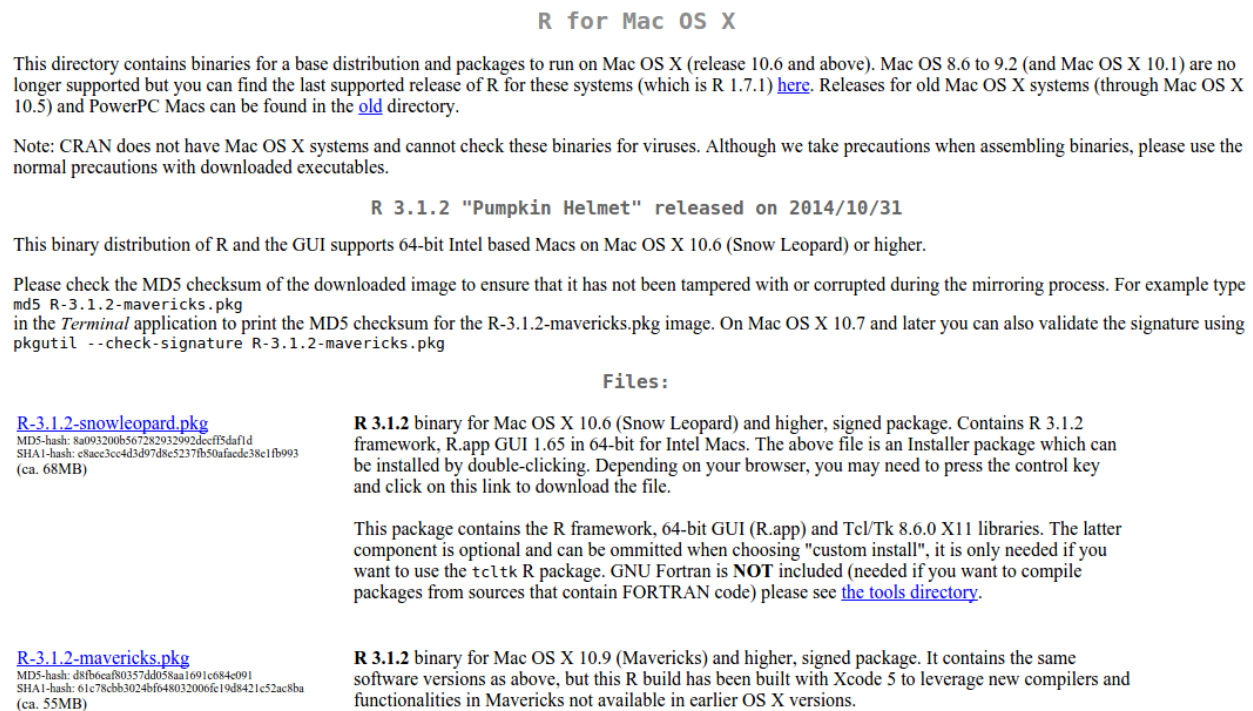 R for Mac OS X
This directory contains binaries for a base distribution and packages to run on Mac OS X (release 10.6 and above). Mac OS 8.6 to 9.2 (and Mac OS X 10.1) are no
longer supported but you can find the last supported release of R for these systems (which is R 1.7.1) here. Releases for old Mac OS X systems (through Mac OS X
10.5) and PowerPC Macs can be found in the old directory.
Note: CRAN does not have Mac OS X systems and cannot check these binaries for viruses. Although we take precautions when assembling binaries, please use the
normal precautions with downloaded executables.
R 3.1.2 "Pumpkin Helmet" released on 2014/10/31
This binary distribution of R and the GUI supports 64-bit Intel based Macs on Mac OS X 10.6 (Snow Leopard) or higher.
Please check the MD5 checksum of the downloaded image to ensure that it has not been tampered with or corrupted during the mirroring process. For example type
md5 R-3.1.2-mavericks.pkg
in the Terminal application to print the MD5 checksum for the R-3.1.2-mavericks.pkg image. On Mac OS X 10.7 and later you can also validate the signature using
pkgutil --check-signature R-3.1.2-mavericks.pkg
Files:
R-3.1.2-snowleopard.pkg
MD5-hash: 8a093200b567282932992decff5daf1d
SHA1-hash: e8aee3cc4d3d97d8e5237fb50afaede38e1fb993
(ca. 68MB)
R 3.1.2 binary for Mac OS X 10.6 (Snow Leopard) and higher, signed package. Contains R 3.1.2
framework, R.app GUI 1.65 in 64-bit for Intel Macs. The above file is an Installer package which can
be installed by double-clicking. Depending on your browser, you may need to press the control key
and click on this link to download the file.
This package contains the R framework, 64-bit GUI (R.app) and Tcl/Tk 8.6.0 X11 libraries. The latter
component is optional and can be ommitted when choosing "custom install", it is only needed if you
want to use the tcltk R package. GNU Fortran is NOT included (needed if you want to compile
packages from sources that contain FORTRAN code) please see the tools directory.
R-3.1.2-mavericks.pkg
MD5-hash: d8fb6eaf80357dd058aa1691c684e091
SHA1-hash: 61c78cbb3024bf648032006fe19d8421c52ac8ba
(ca. 55MB)
R 3.1.2 binary for Mac OS X 10.9 (Mavericks) and higher, signed package. It contains the same
software versions as above, but this R build has been built with Xcode 5 to leverage new compilers and
functionalities in Mavericks not available in earlier OS X versions.